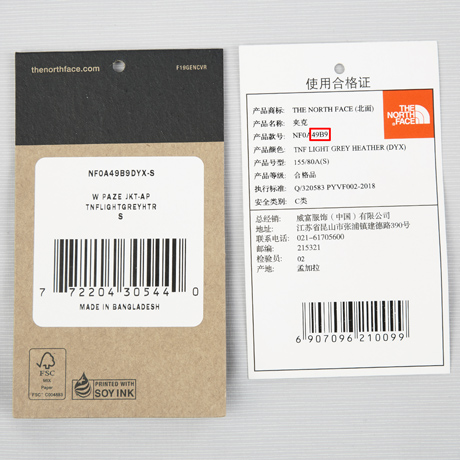 thenorthface.com
F19GENCVR
NF0A49B9DYX-S
W PAZE JKT-AP
TNFLIGHTGREYHTR
S
7 72204 30544 0
MADE IN BANGLADESH
FSC
MIX
Paper
FSC® C004683
PRINTED WITH
SOY INK
使用合格证
产品商标: THE NORTH FACE (北面)
产品名称: 夹克
产品款号: NF0A49B9
产品颜色: TNF LIGHT GREY HEATHER (DYX)
产品号型: 155/80A(S)
产品等级: 合格品
执行标准: Q/320583 PYVF002-2018
安全类别: C类
THE
NORTH
FACE
总经销: 威富服饰(中国)有限公司
地址: 江苏省昆山市张浦镇建德路390号
联系电话: 021-61705600
邮编: 215321
检验员: 02
产地: 孟加拉
6 907096 210099